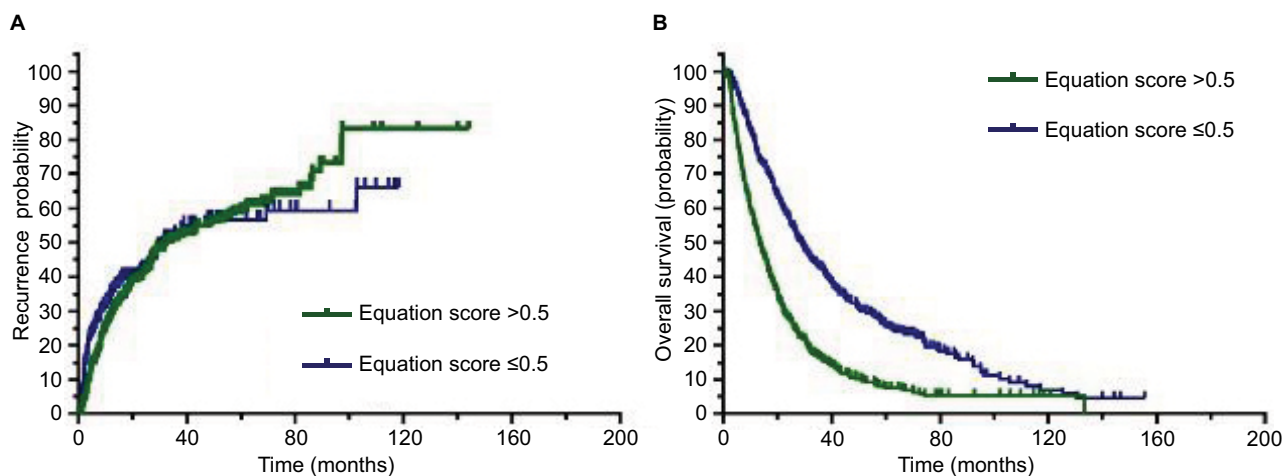 A
Recurrence probability
100
90
80
70
60
50
40
30
20
10
0
0 40 80 120 160 200
Time (months)
Equation score >0.5
Equation score ≤0.5
B
Overall survival (probability)
100
90
80
70
60
50
40
30
20
10
0
0 40 80 120 160 200
Time (months)
Equation score >0.5
Equation score ≤0.5